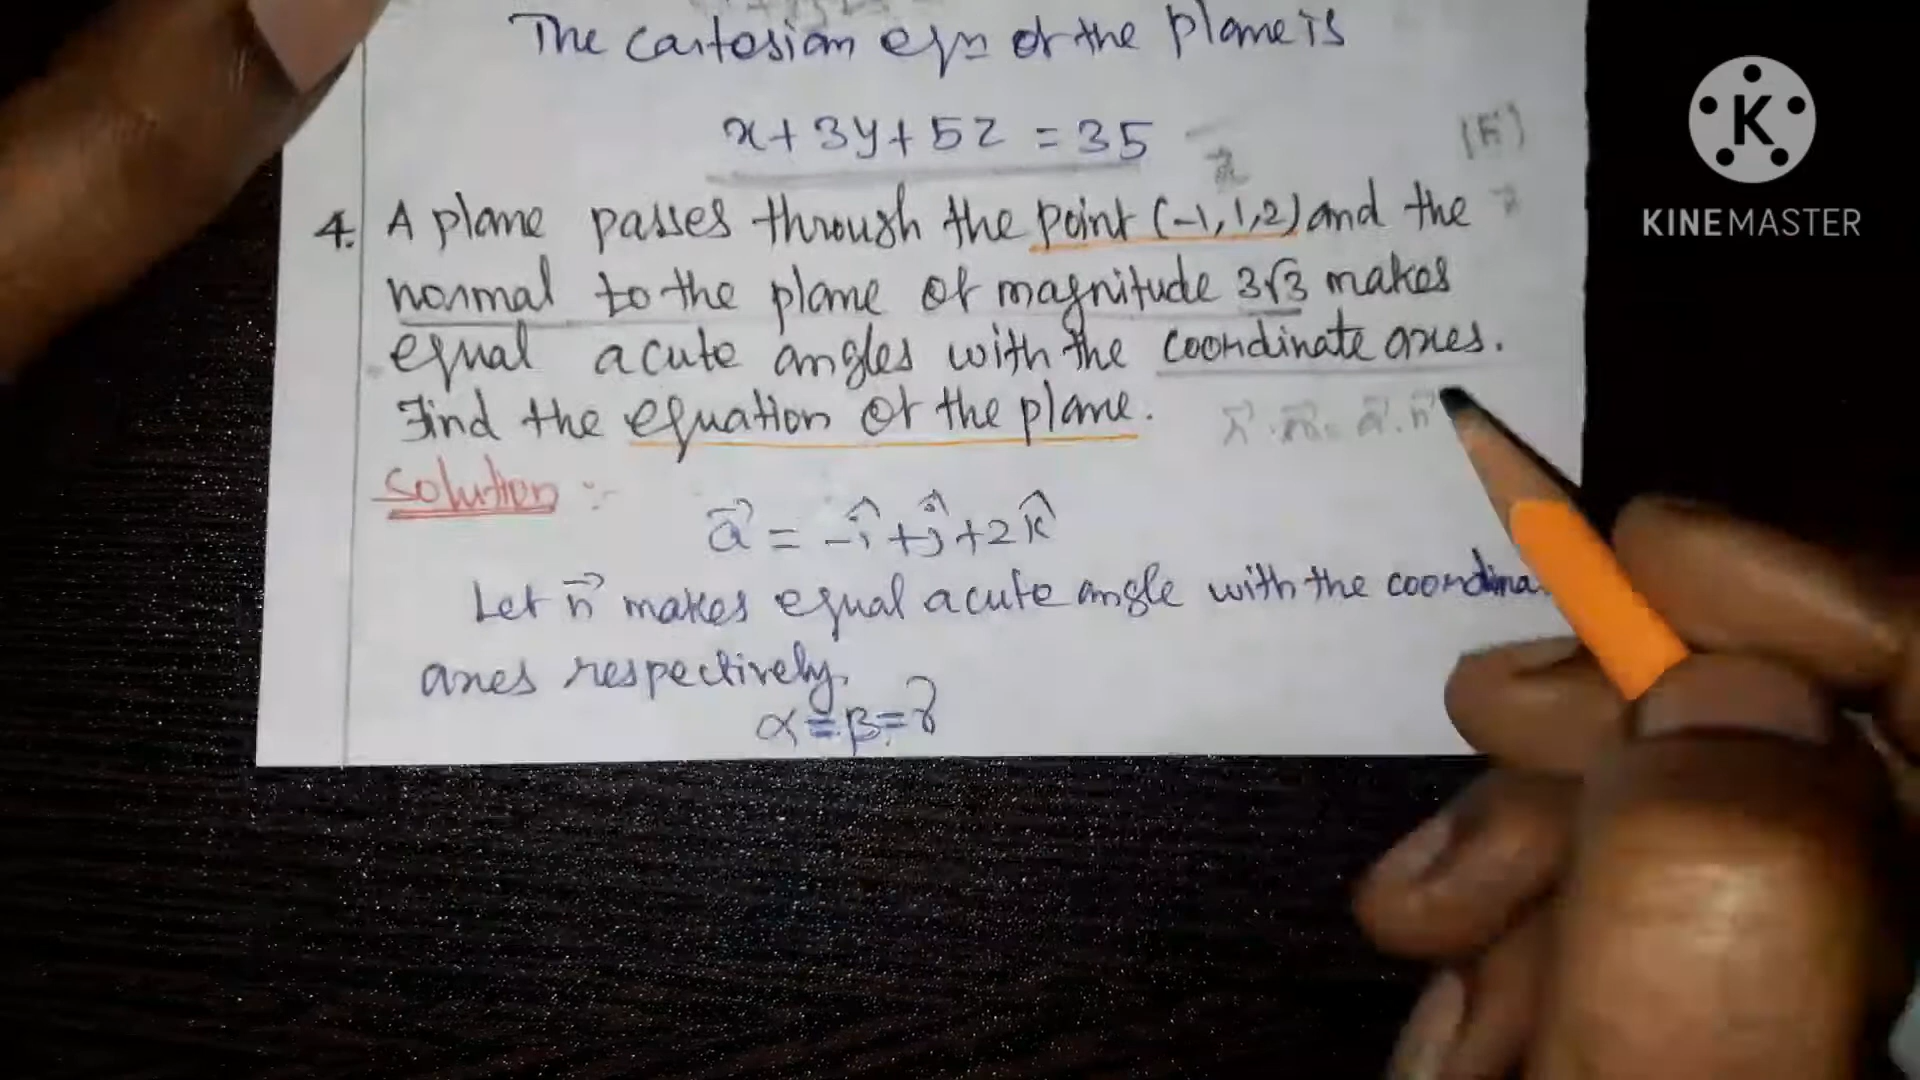 The cartesian eqn of the plane is
x+3y+5z = 35
4. A plane passes through the point (-1,1,2) and the
normal to the plane of magnitude 3√3 makes
equal acute angles with the coordinate axes.
Find the equation of the plane.
Solution :-
a⃗ = -î+ĵ+2k̂
Let n⃗ makes equal acute angle with the coordina
axes respectively.
α=β=γ
K
KINEMASTER